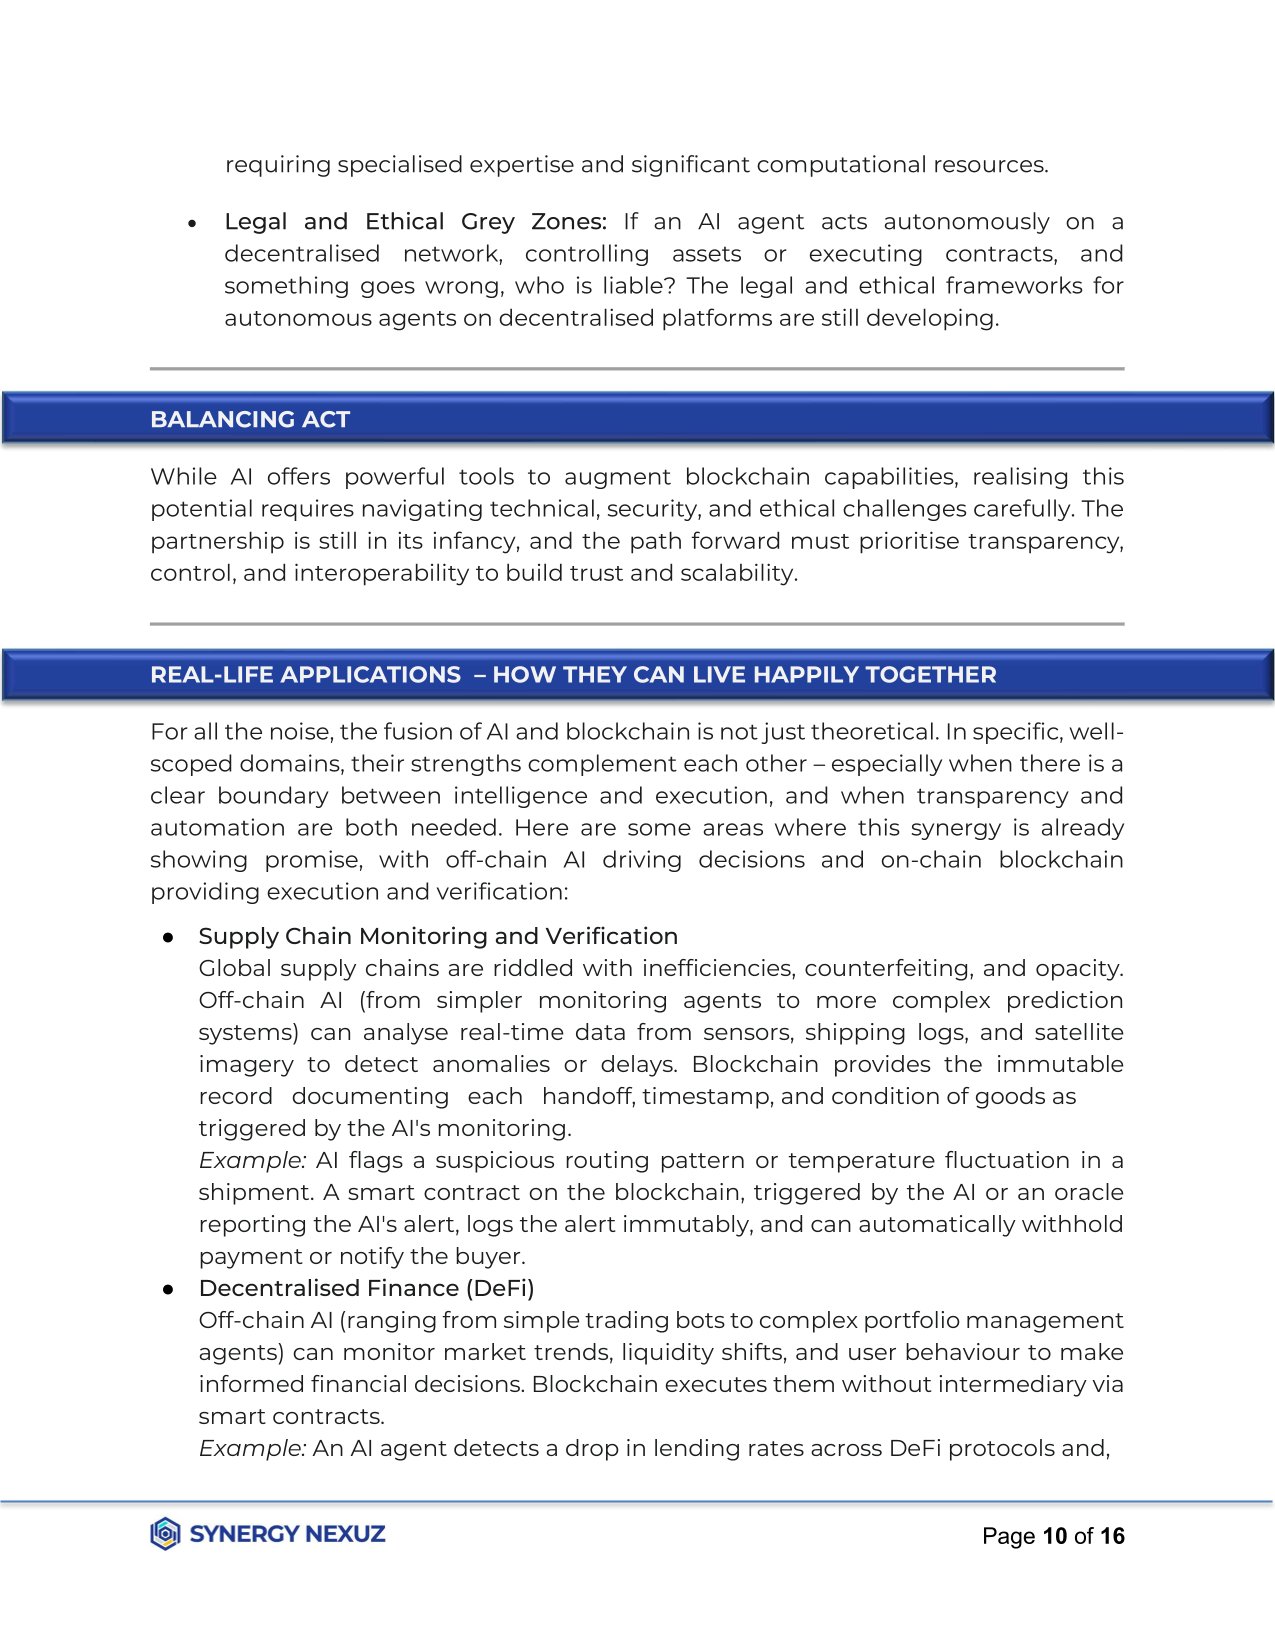 requiring specialised expertise and significant computational resources.
• Legal and Ethical Grey Zones: If an AI agent acts autonomously on a
decentralised network, controlling assets or executing contracts, and
something goes wrong, who is liable? The legal and ethical frameworks for
autonomous agents on decentralised platforms are still developing.
BALANCING ACT
While AI offers powerful tools to augment blockchain capabilities, realising this
potential requires navigating technical, security, and ethical challenges carefully. The
partnership is still in its infancy, and the path forward must prioritise transparency,
control, and interoperability to build trust and scalability.
REAL-LIFE APPLICATIONS – HOW THEY CAN LIVE HAPPILY TOGETHER
For all the noise, the fusion of AI and blockchain is not just theoretical. In specific, well-
scoped domains, their strengths complement each other – especially when there is a
clear boundary between intelligence and execution, and when transparency and
automation are both needed. Here are some areas where this synergy is already
showing promise, with off-chain AI driving decisions and on-chain blockchain
providing execution and verification:
● Supply Chain Monitoring and Verification
Global supply chains are riddled with inefficiencies, counterfeiting, and opacity.
Off-chain AI (from simpler monitoring agents to more complex prediction
systems) can analyse real-time data from sensors, shipping logs, and satellite
imagery to detect anomalies or delays. Blockchain provides the immutable
record documenting each handoff, timestamp, and condition of goods as
triggered by the AI's monitoring.
Example: AI flags a suspicious routing pattern or temperature fluctuation in a
shipment. A smart contract on the blockchain, triggered by the AI or an oracle
reporting the AI's alert, logs the alert immutably, and can automatically withhold
payment or notify the buyer.
● Decentralised Finance (DeFi)
Off-chain AI (ranging from simple trading bots to complex portfolio management
agents) can monitor market trends, liquidity shifts, and user behaviour to make
informed financial decisions. Blockchain executes them without intermediary via
smart contracts.
Example: An AI agent detects a drop in lending rates across DeFi protocols and,
SYNERGY NEXUZ
Page 10 of 16